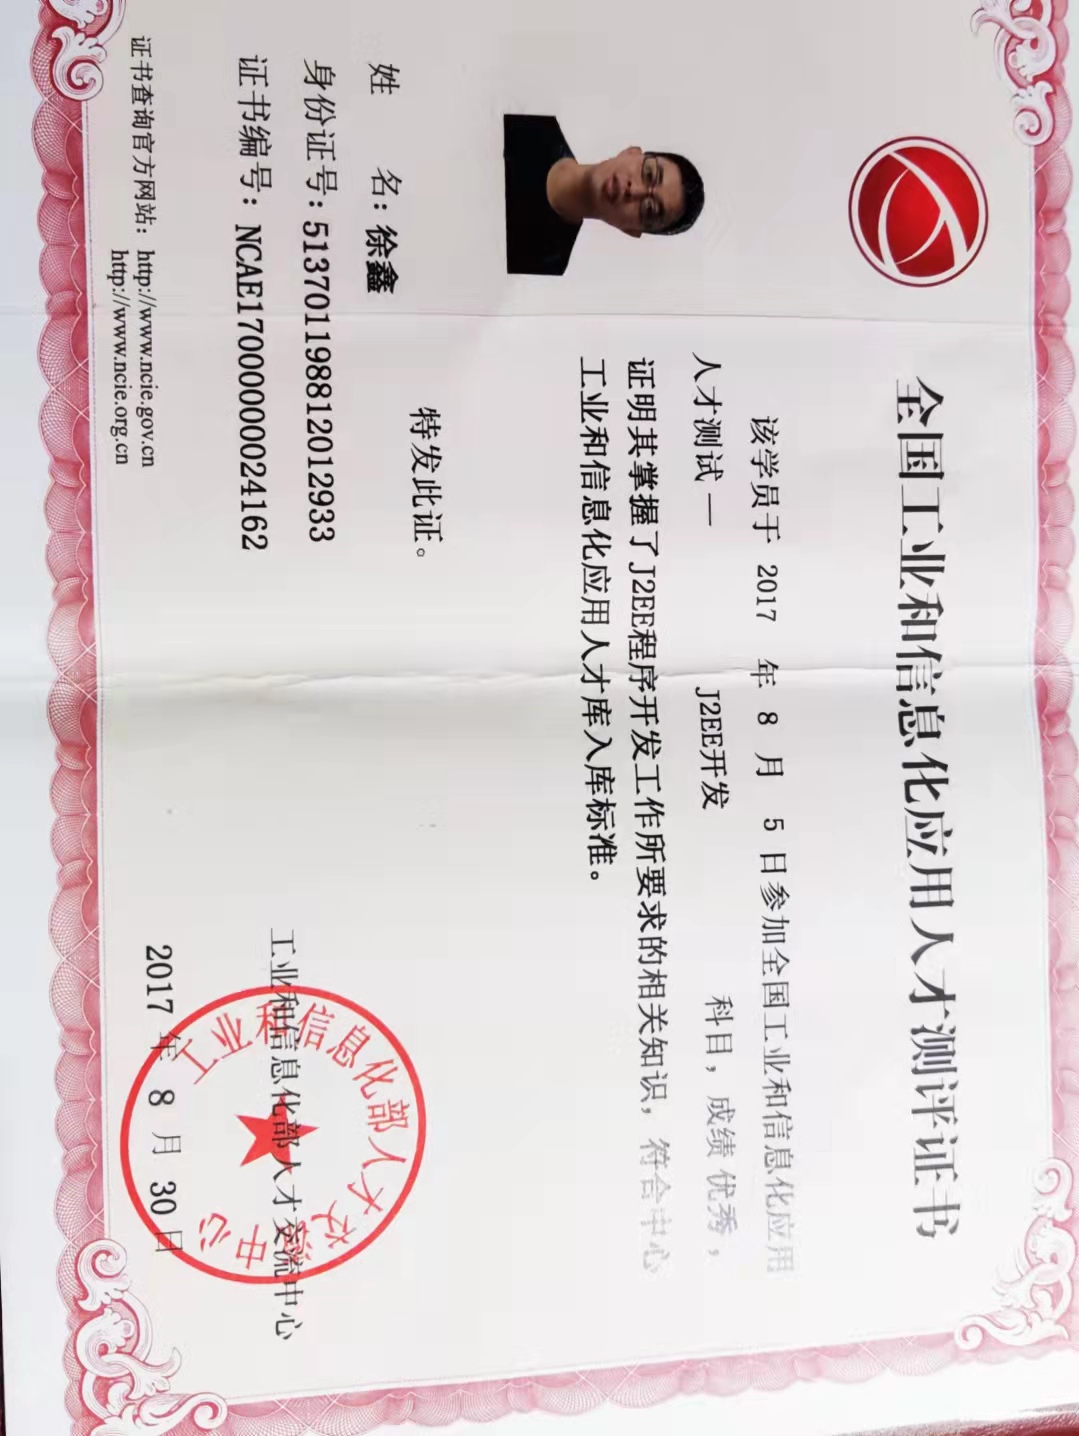 全国工业和信息化应用人才测评证书
该学员于 2017 年 8 月 5 日参加全国工业和信息化应用
人才测试— J2EE开发 科目，成绩 优秀，
证明其掌握了J2EE程序开发工作所要求的相关知识，符合中心
工业和信息化应用人才库入库标准。
特发此证。
姓 名：徐鑫
身份证号：513701198812012933
证书编号：NCAE17000000024162
证书查询官方网站：http://www.ncie.gov.cn
http://www.ncie.org.cn
工业和信息化部人才交流中心
工业和信息化部人才交流中心
2017 年 8 月 30 日